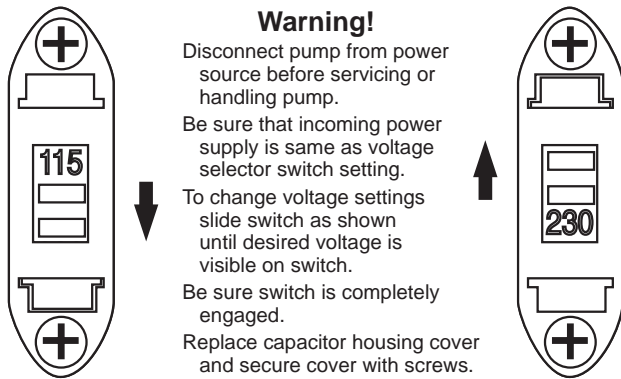 Warning!
Disconnect pump from power
source before servicing or
handling pump.
Be sure that incoming power
supply is same as voltage
selector switch setting.
To change voltage settings
slide switch as shown
until desired voltage is
visible on switch.
Be sure switch is completely
engaged.
Replace capacitor housing cover
and secure cover with screws.
115
230